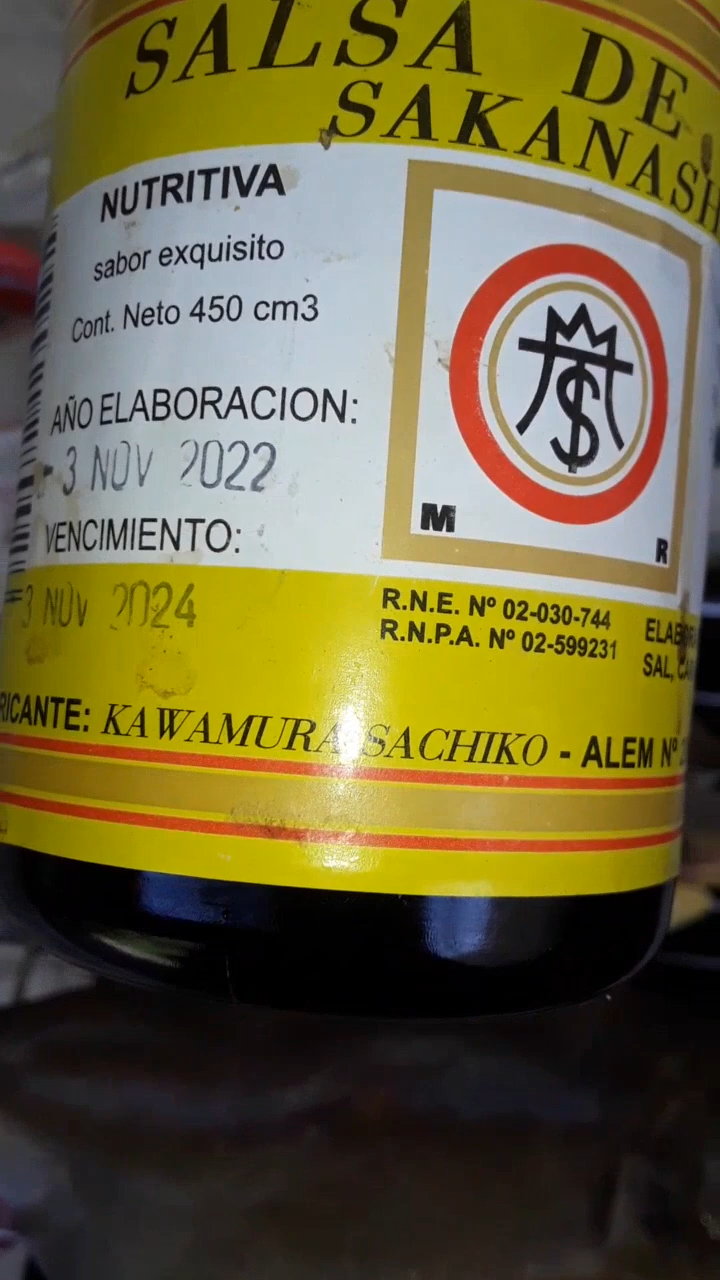 SALSA DE
SAKANASH
NUTRITIVA
sabor exquisito
Cont. Neto 450 cm3
AÑO ELABORACION:
- 3 NOV 2022
VENCIMIENTO:
3 NOV 2024
M
R
R.N.E. Nº 02-030-744
R.N.P.A. Nº 02-599231
SAL,
RICANTE: KAWAMURA SACHIKO - ALEM Nº